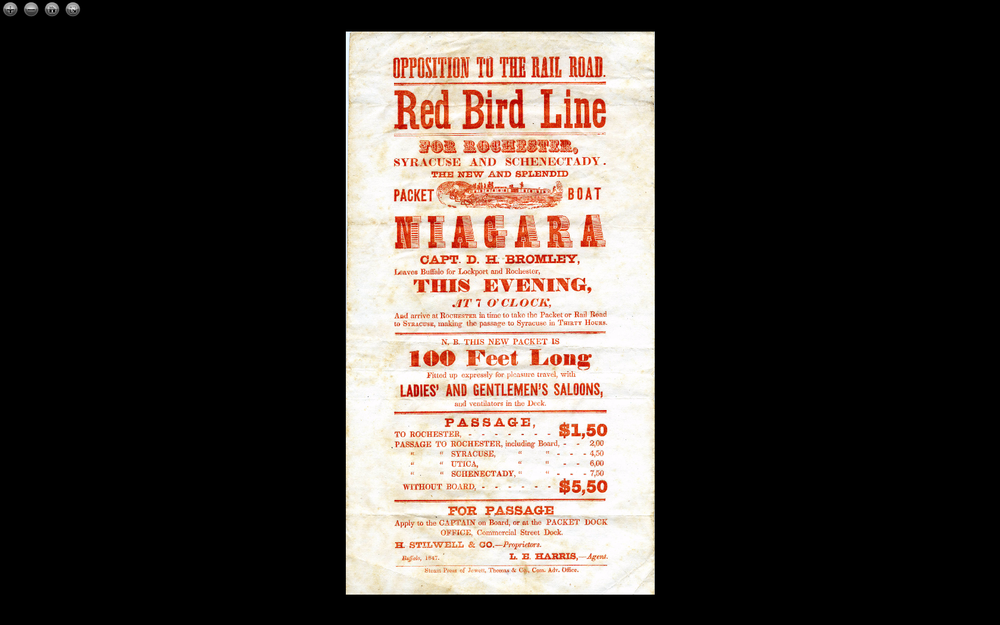 OPPOSITION TO THE RAIL ROAD.
Red Bird Line
FOR ROCHESTER,
SYRACUSE AND SCHENECTADY.
THE NEW AND SPLENDID
PACKET BOAT
NIAGARA
CAPT. D. H. BROMLEY,
Leaves Buffalo for Lockport and Rochester,
THIS EVENING,
AT 7 O'CLOCK,
And arrive at ROCHESTER in time to take the Packet or Rail Road
to SYRACUSE, making the passage to Syracuse in THIRTY HOURS.
N. B. THIS NEW PACKET IS
100 Feet Long
Fitted up expressly for pleasure travel, with
LADIES' AND GENTLEMEN'S SALOONS,
and ventilators in the Deck.
PASSAGE,
TO ROCHESTER, - - - - - - - $1,50
PASSAGE TO ROCHESTER, including Board, - - 2,00
“ “ SYRACUSE, “ “ - - - 4,50
“ “ UTICA, “ “ - - 6,00
“ “ SCHENECTADY, “ “ - - - 7,50
WITHOUT BOARD, - - - - - - $5,50
FOR PASSAGE
Apply to the CAPTAIN on Board, or at the PACKET DOCK
OFFICE, Commercial Street Dock.
H. STILWELL & CO.—Proprietors.
Buffalo, 1847. L. E. HARRIS,—Agent.
Steam Press of Jewett, Thomas & Co., Com. Adv. Office.